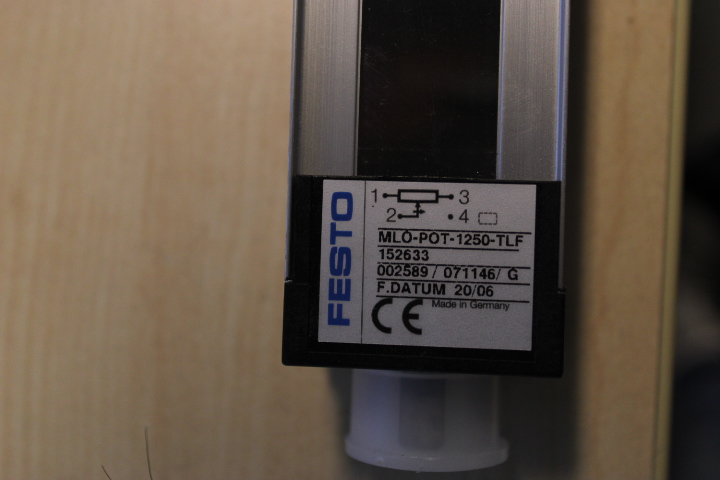 FESTO
1 3
2 4
MLO-POT-1250-TLF
152633
002589 / 071146 / G
F.DATUM 20/06
Made in Germany
CE